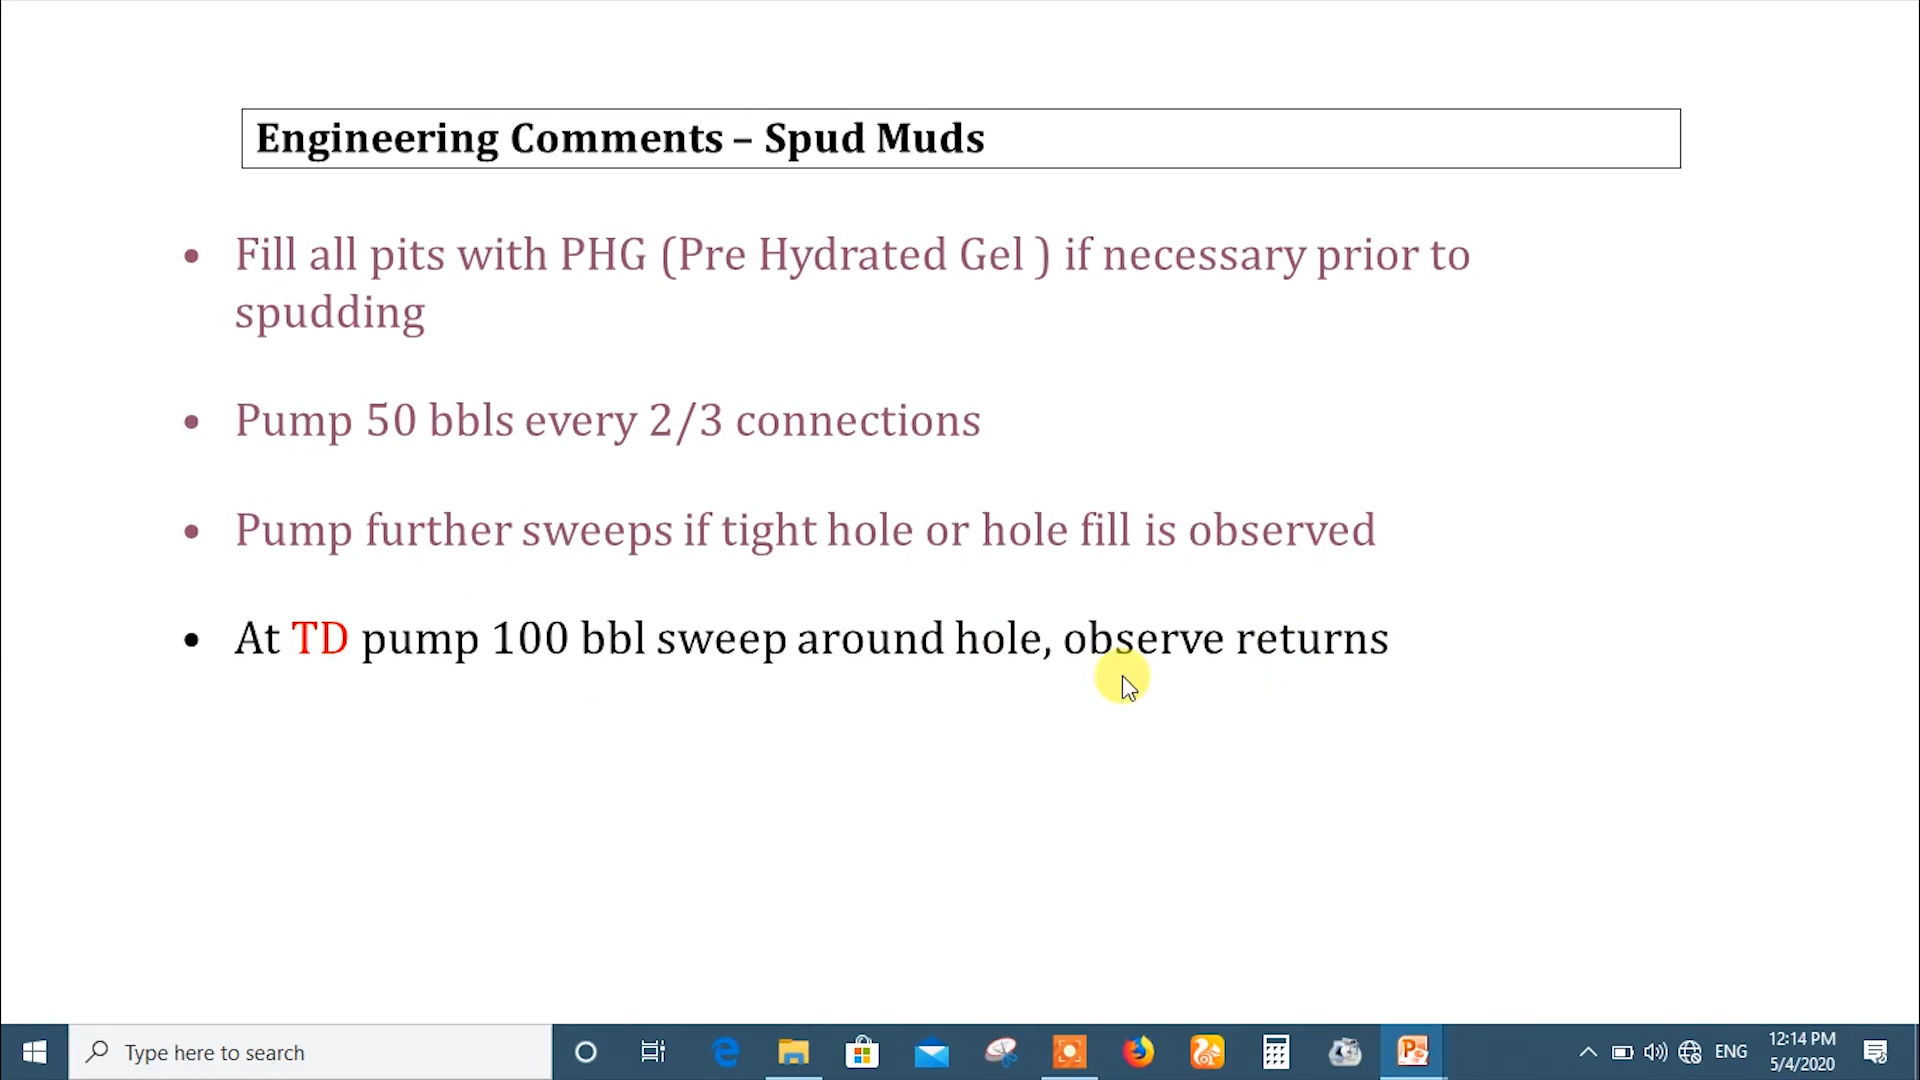 Engineering Comments – Spud Muds
• Fill all pits with PHG (Pre Hydrated Gel ) if necessary prior to
spudding
• Pump 50 bbls every 2/3 connections
• Pump further sweeps if tight hole or hole fill is observed
• At TD pump 100 bbl sweep around hole, observe returns
Type here to search
ENG
12:14 PM
5/4/2020